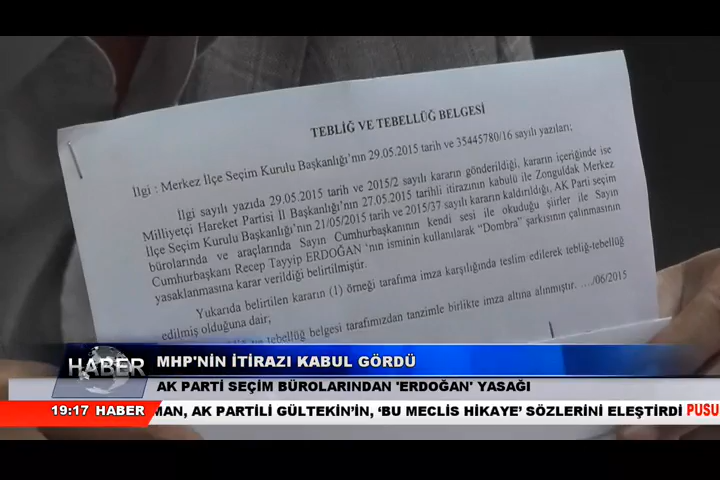 TEBLİĞ VE TEBELLÜĞ BELGESİ
İlgi : Merkez İlçe Seçim Kurulu Başkanlığı'nın 29.05.2015 tarih ve 35445780/16 sayılı yazıları;
İlgi sayılı yazıda 29.05.2015 tarih ve 2015/2 sayılı kararın gönderildiği, kararın içeriğinde ise
Milliyetçi Hareket Partisi İl Başkanlığı'nın 27.05.2015 tarihli itirazının kabulü ile Zonguldak Merkez
İlçe Seçim Kurulu Başkanlığı'nın 21/05/2015 tarih ve 2015/37 sayılı kararın kaldırıldığı, AK Parti seçim
bürolarında ve araçlarında Sayın Cumhurbaşkanının kendi sesi ile okuduğu şiirler ile Sayın
Cumhurbaşkanı Recep Tayyip ERDOĞAN 'nın isminin kullanılarak “Dombra” şarkısının çalınmasının
yasaklanmasına karar verildiği belirtilmiştir.
Yukarıda belirtilen kararın (1) örneği tarafıma imza karşılığında teslim edilerek tebliğ-tebellüğ
edilmiş olduğuna dair;
ve tebellüğ belgesi tarafımızdan tanzimle birlikte imza altına alınmıştır. …./06/2015
HABER
MHP'NİN İTİRAZI KABUL GÖRDÜ
AK PARTİ SEÇİM BÜROLARINDAN 'ERDOĞAN' YASAĞI
19:17 HABER
MAN, AK PARTİLİ GÜLTEKİN'İN, ‘BU MECLİS HİKAYE’ SÖZLERİNİ ELEŞTİRDİ PUSU